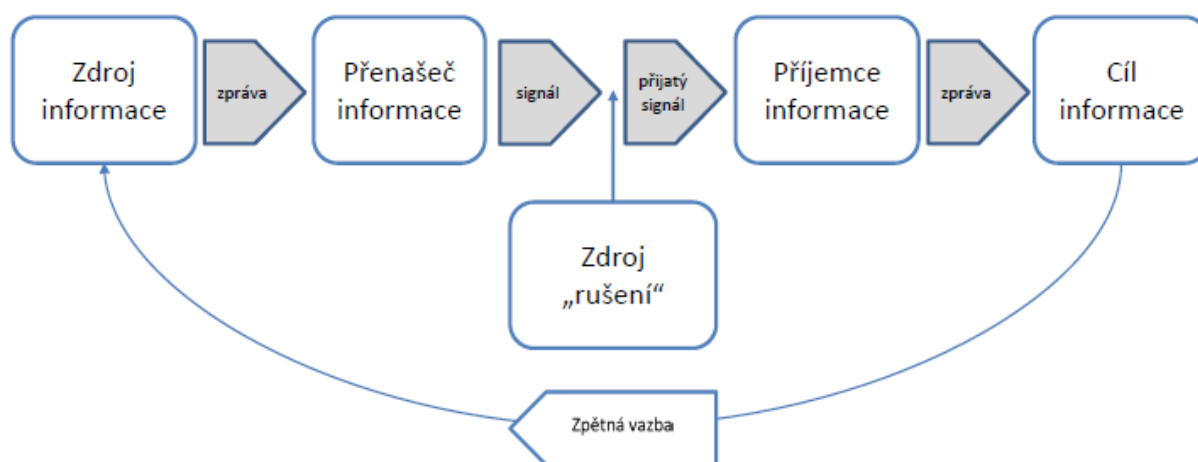 Zdroj
informace
zpráva
Přenašeč
informace
signál
přijatý
signál
Příjemce
informace
zpráva
Cíl
informace
Zdroj
„rušení“
Zpětná vazba